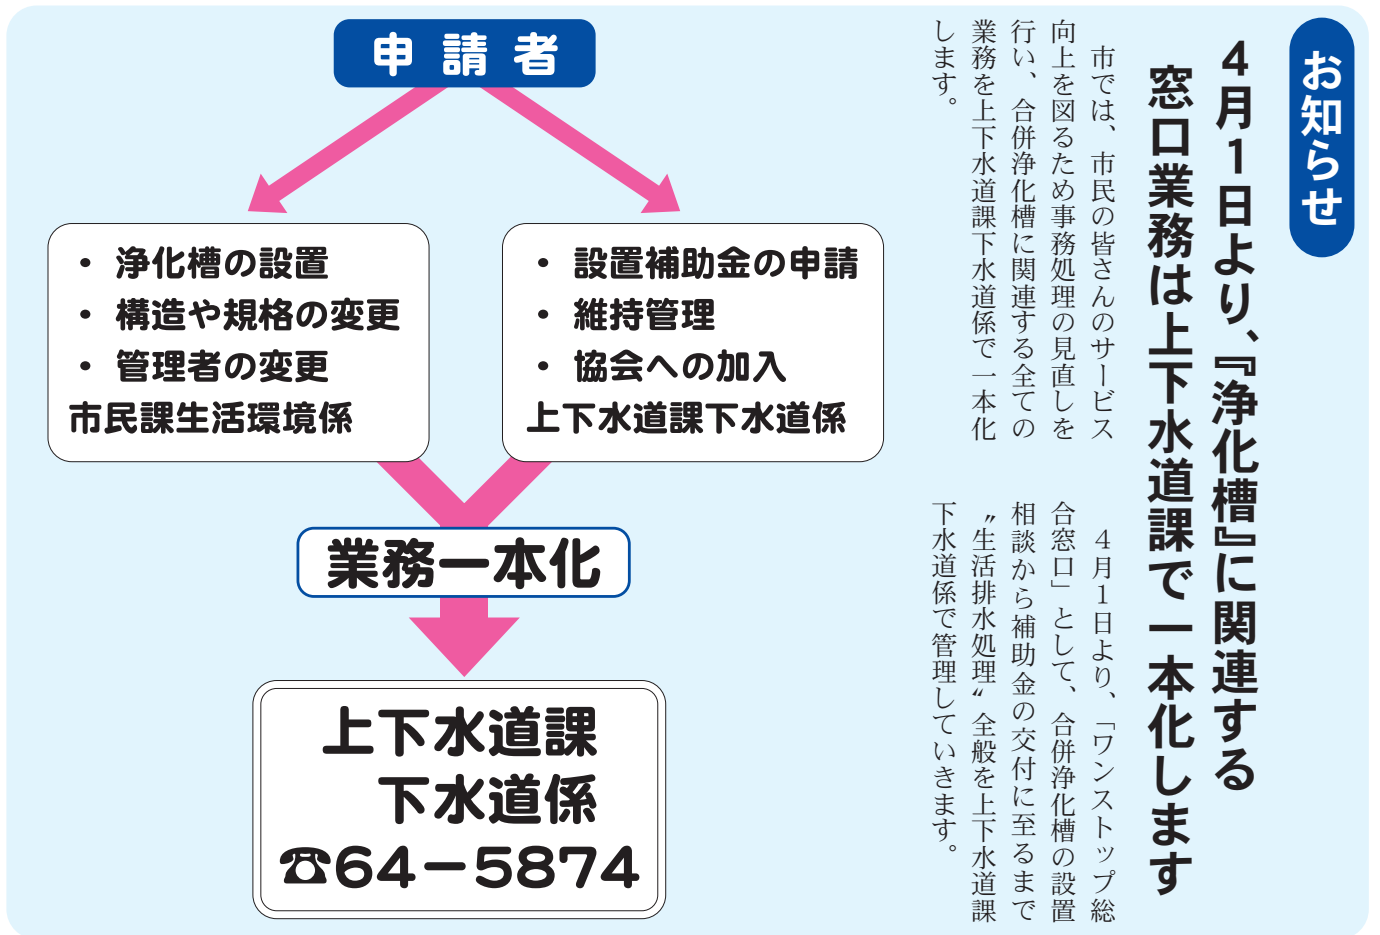 お知らせ
４月１日より、『浄化槽』に関連する
窓口業務は上下水道課で一本化します
市では、市民の皆さんのサービス
向上を図るため事務処理の見直しを
行い、合併浄化槽に関連する全ての
業務を上下水道課下水道係で一本化
します。
４月１日より、「ワンストップ総
合窓口」として、合併浄化槽の設置
相談から補助金の交付に至るまで
〝生活排水処理〟全般を上下水道課
下水道係で管理していきます。
申請者
・ 浄化槽の設置
・ 構造や規格の変更
・ 管理者の変更
市民課生活環境係
・ 設置補助金の申請
・ 維持管理
・ 協会への加入
上下水道課下水道係
業務一本化
上下水道課
下水道係
☎64－5874